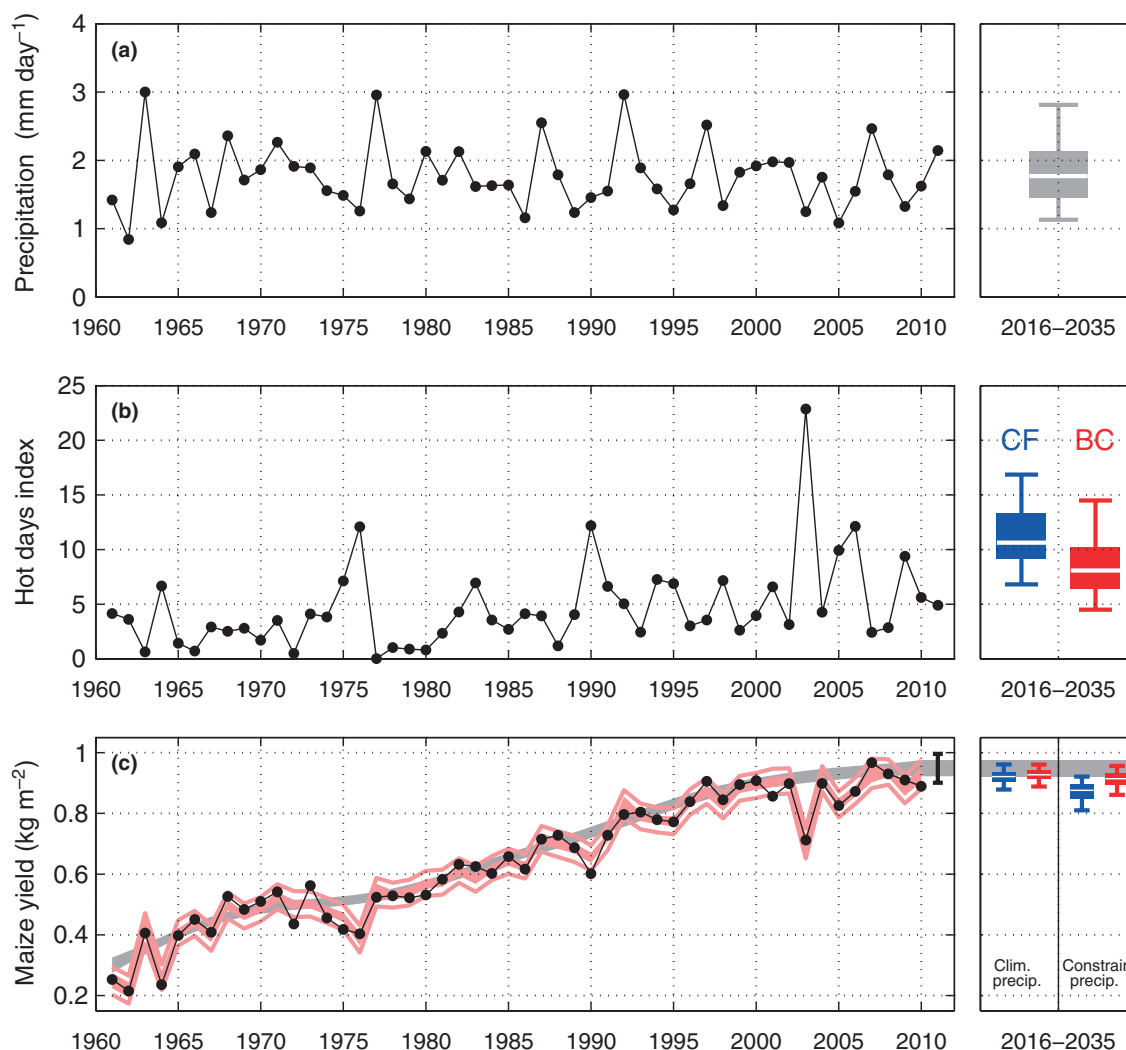 (a)
Precipitation (mm day⁻¹)
4
3
2
1
0
1960 1965 1970 1975 1980 1985 1990 1995 2000 2005 2010
2016–2035
(b)
Hot days index
25
20
15
10
5
0
CF BC
1960 1965 1970 1975 1980 1985 1990 1995 2000 2005 2010
2016–2035
(c)
Maize yield (kg m⁻²)
1
0.8
0.6
0.4
0.2
Clim. precip.
Constrain precip.
1960 1965 1970 1975 1980 1985 1990 1995 2000 2005 2010
2016–2035